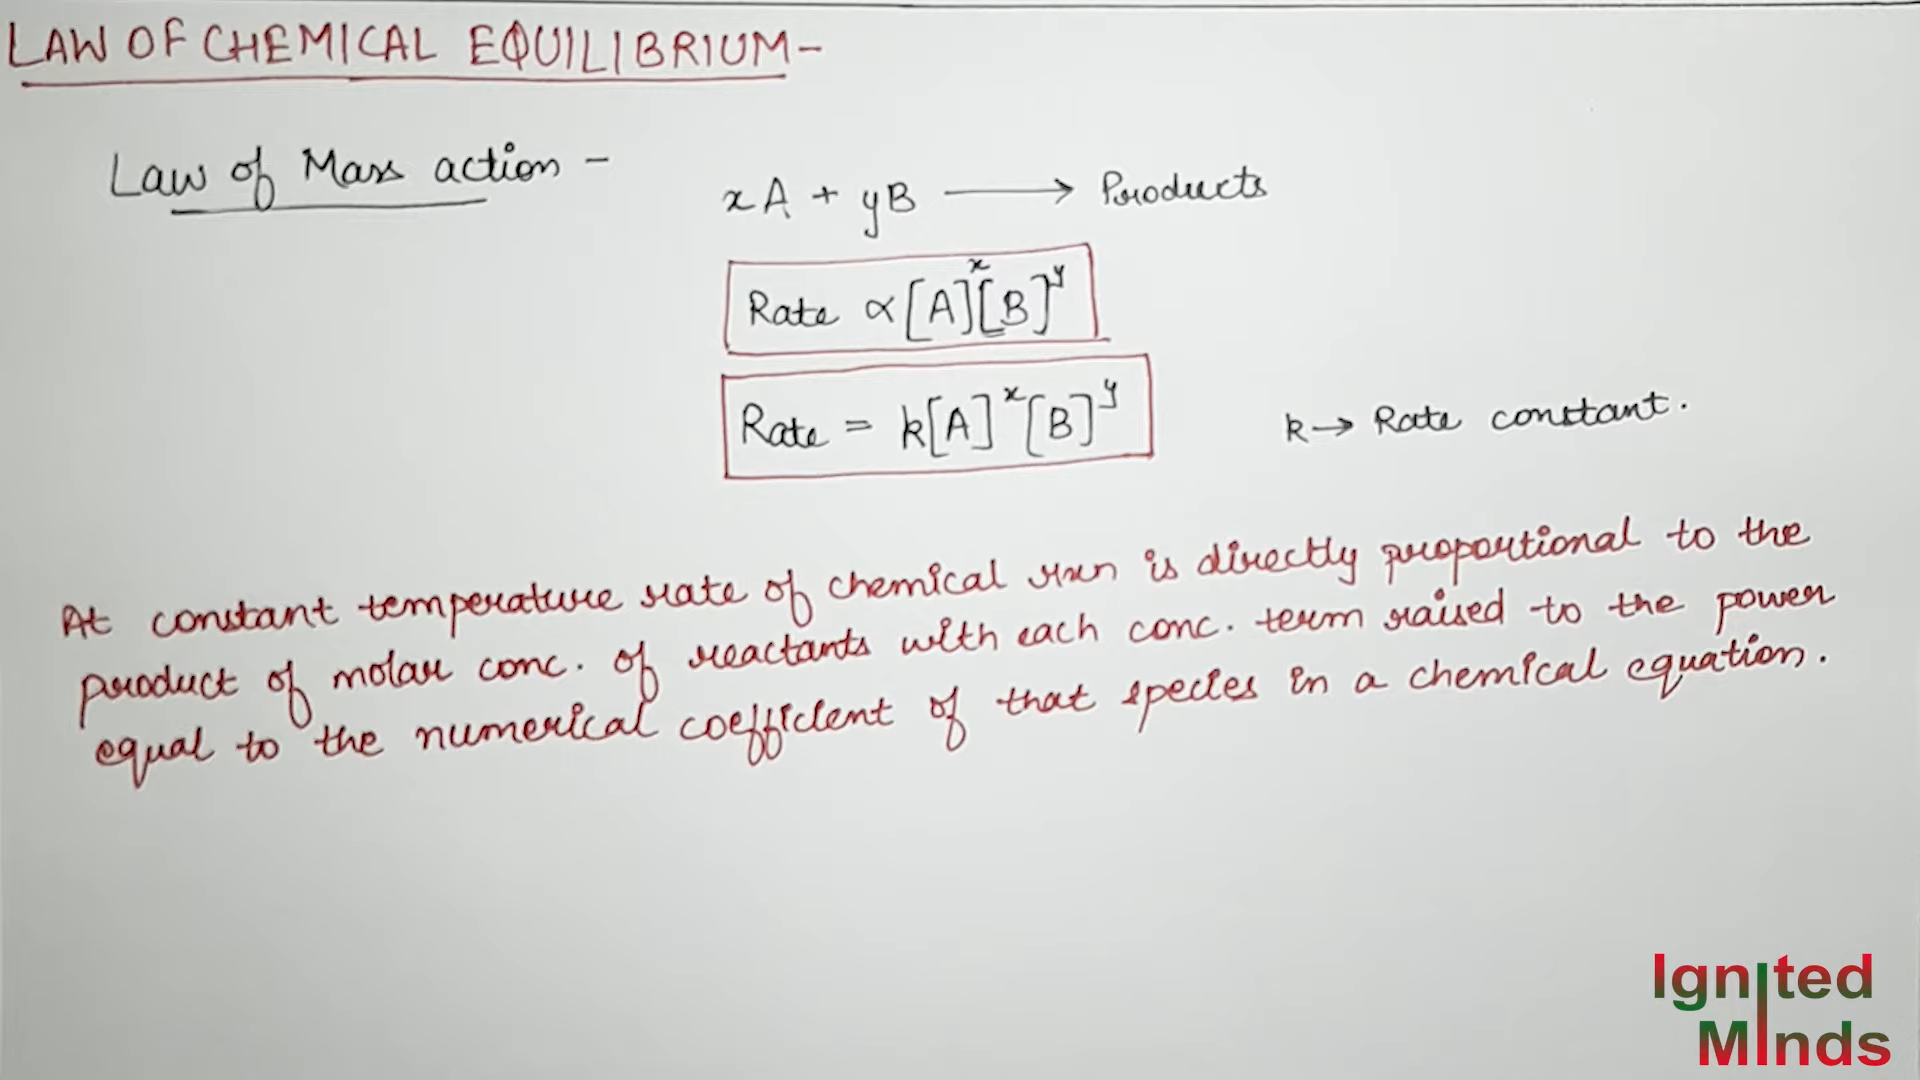 LAW OF CHEMICAL EQUILIBRIUM-
Law of Mass action -
xA + yB ⟶ Products
Rate ∝ [A]^x [B]^y
Rate = k[A]^x [B]^y
k → Rate constant.
At constant temperature rate of chemical rxn is directly proportional to the
product of molar conc. of reactants with each conc. term raised to the power
equal to the numerical coefficient of that species in a chemical equation.
Ignited
Minds